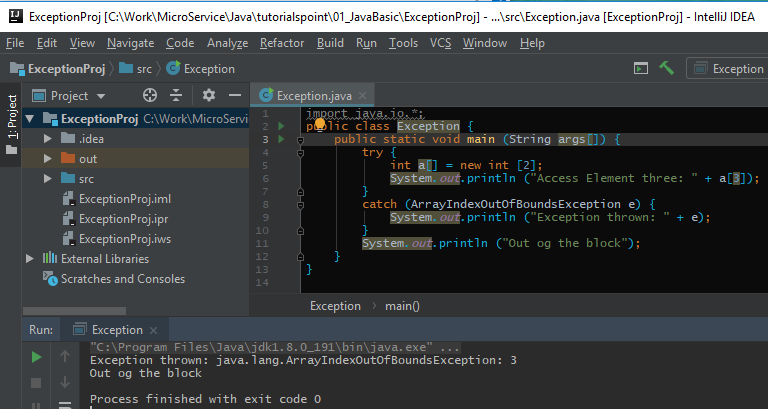 ExceptionProj [C:\Work\MicroService\Java\tutorialspoint\01_JavaBasic\ExceptionProj] - ...\src\Exception.java [ExceptionProj] - IntelliJ IDEA
File Edit View Navigate Code Analyze Refactor Build Run Tools VCS Window Help
ExceptionProj src Exception Exception
1: Project
Project
ExceptionProj C:\Work\MicroServi
.idea
out
src
ExceptionProj.iml
ExceptionProj.ipr
ExceptionProj.iws
External Libraries
Scratches and Consoles
Exception.java
1 import java.io.*;
2 public class Exception {
3 public static void main (String args[]) {
4 try {
5 int a[] = new int [2];
6 System.out.println ("Access Element three: " + a[3]);
7 }
8 catch (ArrayIndexOutOfBoundsException e) {
9 System.out.println ("Exception thrown: " + e);
10 }
11 System.out.println ("Out og the block");
12 }
13 }
14
Exception main()
Run: Exception
"C:\Program Files\Java\jdk1.8.0_191\bin\java.exe" ...
Exception thrown: java.lang.ArrayIndexOutOfBoundsException: 3
Out og the block
Process finished with exit code 0